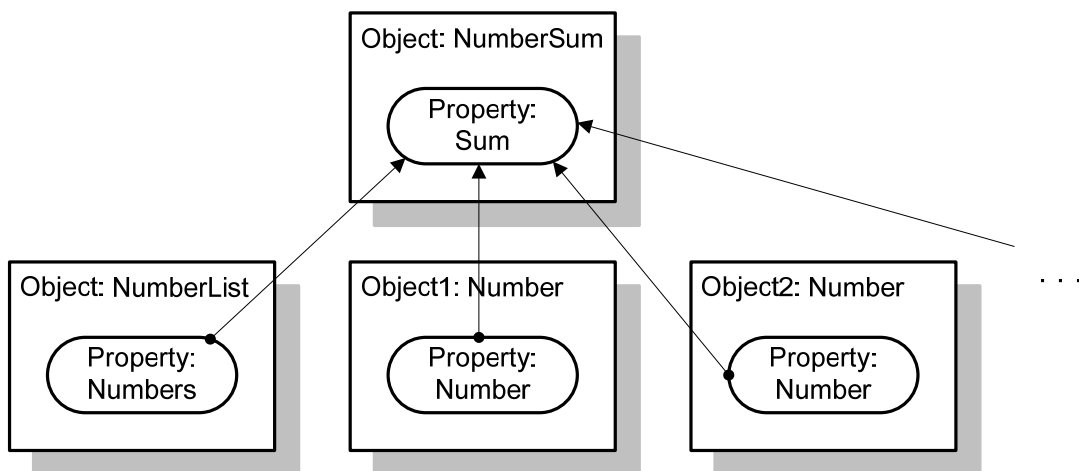 Object: NumberSum
Property:
Sum
Object: NumberList
Property:
Numbers
Object1: Number
Property:
Number
Object2: Number
Property:
Number
. . .